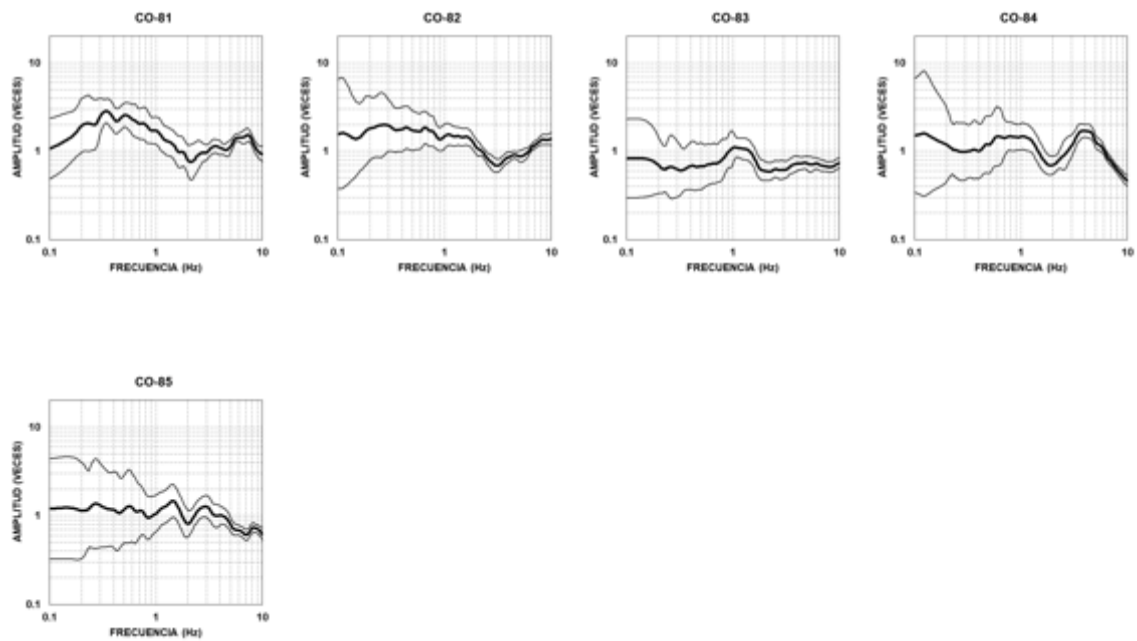 CO-81
CO-82
CO-83
CO-84
10
10
10
10
AMPLITUD (VECES)
AMPLITUD (VECES)
AMPLITUD (VECES)
AMPLITUD (VECES)
1
1
1
1
0.1
0.1
0.1
0.1
0.1 1 10
0.1 1 10
0.1 1 10
0.1 1 10
FRECUENCIA (Hz)
FRECUENCIA (Hz)
FRECUENCIA (Hz)
FRECUENCIA (Hz)
CO-85
10
AMPLITUD (VECES)
1
0.1
0.1 1 10
FRECUENCIA (Hz)